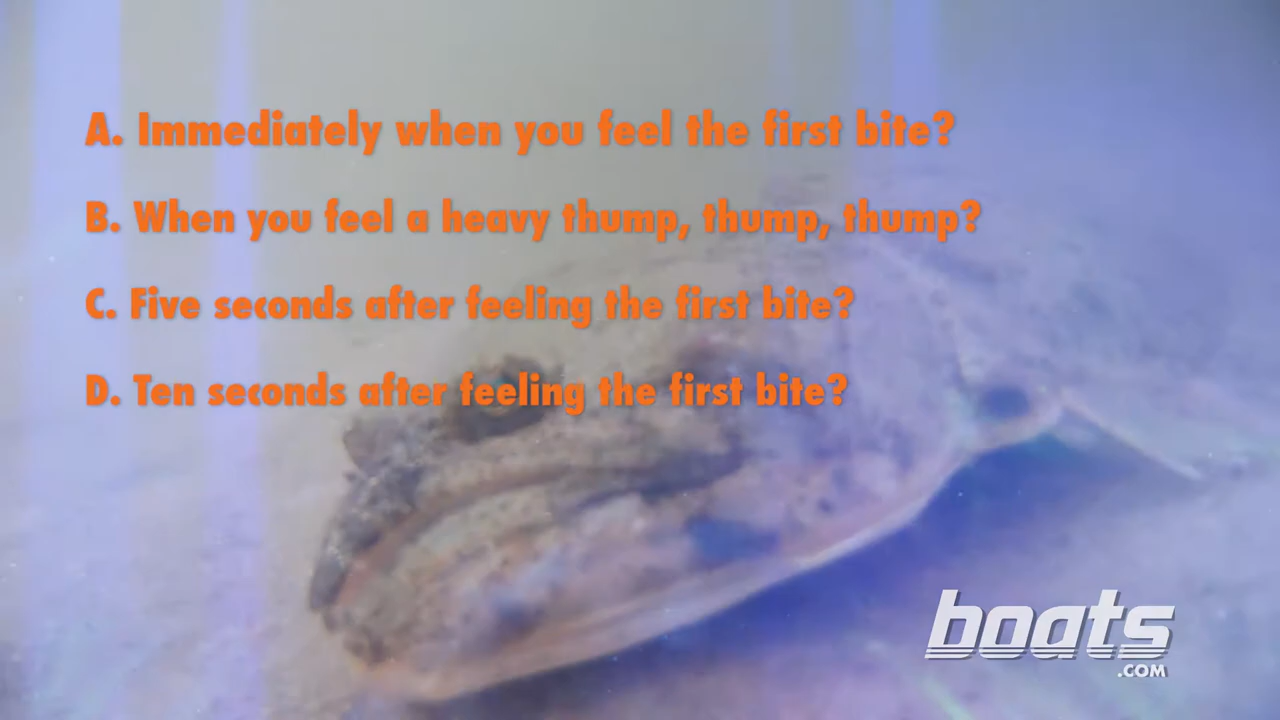 A. Immediately when you feel the first bite?
B. When you feel a heavy thump, thump, thump?
C. Five seconds after feeling the first bite?
D. Ten seconds after feeling the first bite?
boats
.COM